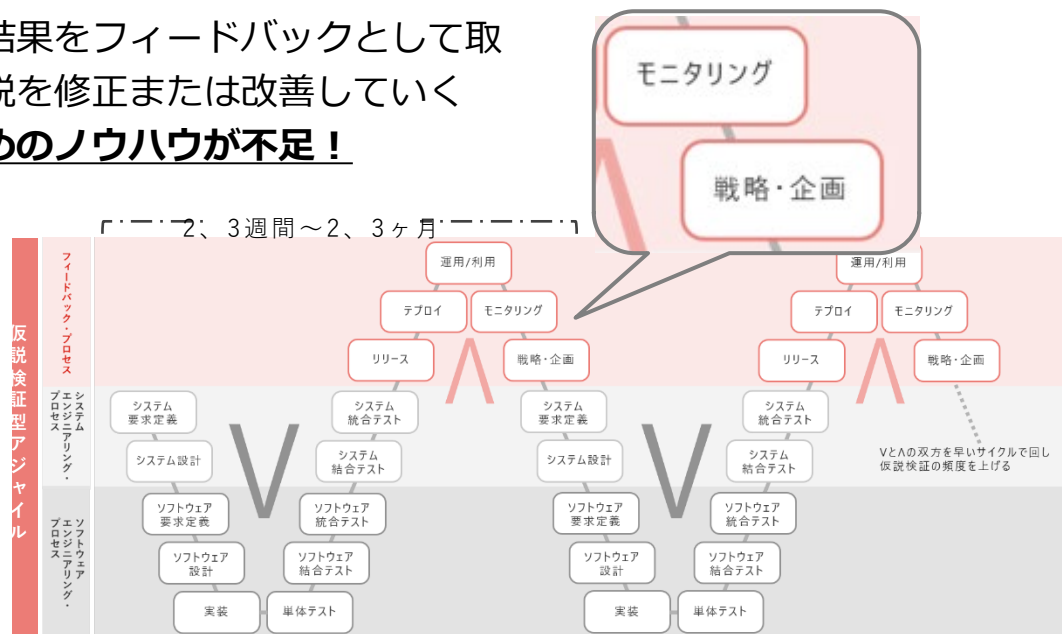 結果をフィードバックとして取
説を修正または改善していく
めのノウハウが不足！
モニタリング
戦略・企画
2、3週間～2、3ヶ月
仮説検証型アジャイル
フィードバック・プロセス
運用/利用
デプロイ
モニタリング
リリース
戦略・企画
運用/利用
デプロイ
モニタリング
リリース
戦略・企画
システム
エンジニアリング・
プロセス
システム
要求定義
システム
統合テスト
システム
要求定義
システム
統合テスト
システム設計
システム
結合テスト
システム設計
システム
結合テスト
VとΛの双方を早いサイクルで回し
仮説検証の頻度を上げる
ソフトウェア
エンジニアリング・
プロセス
ソフトウェア
要求定義
ソフトウェア
統合テスト
ソフトウェア
要求定義
ソフトウェア
統合テスト
ソフトウェア
設計
ソフトウェア
結合テスト
ソフトウェア
設計
ソフトウェア
結合テスト
実装
単体テスト
実装
単体テスト